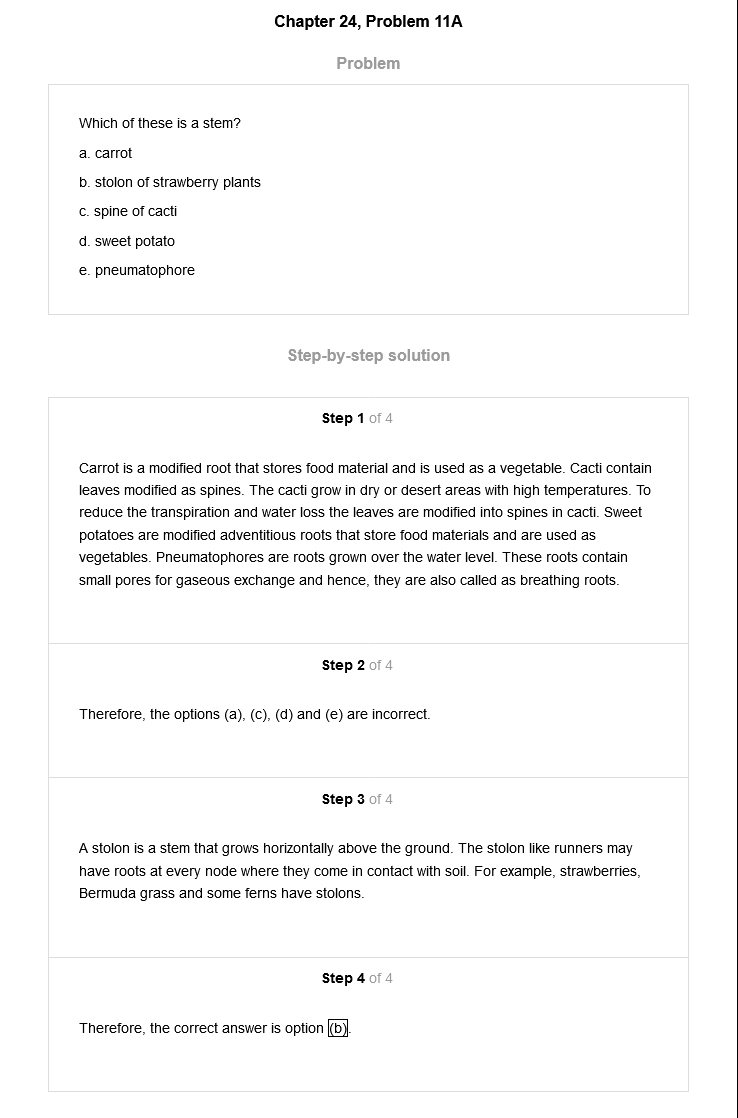 Chapter 24, Problem 11A
Problem
Which of these is a stem?
a. carrot
b. stolon of strawberry plants
c. spine of cacti
d. sweet potato
e. pneumatophore
Step-by-step solution
Step 1 of 4
Carrot is a modified root that stores food material and is used as a vegetable. Cacti contain
leaves modified as spines. The cacti grow in dry or desert areas with high temperatures. To
reduce the transpiration and water loss the leaves are modified into spines in cacti. Sweet
potatoes are modified adventitious roots that store food materials and are used as
vegetables. Pneumatophores are roots grown over the water level. These roots contain
small pores for gaseous exchange and hence, they are also called as breathing roots.
Step 2 of 4
Therefore, the options (a), (c), (d) and (e) are incorrect.
Step 3 of 4
A stolon is a stem that grows horizontally above the ground. The stolon like runners may
have roots at every node where they come in contact with soil. For example, strawberries,
Bermuda grass and some ferns have stolons.
Step 4 of 4
Therefore, the correct answer is option (b).